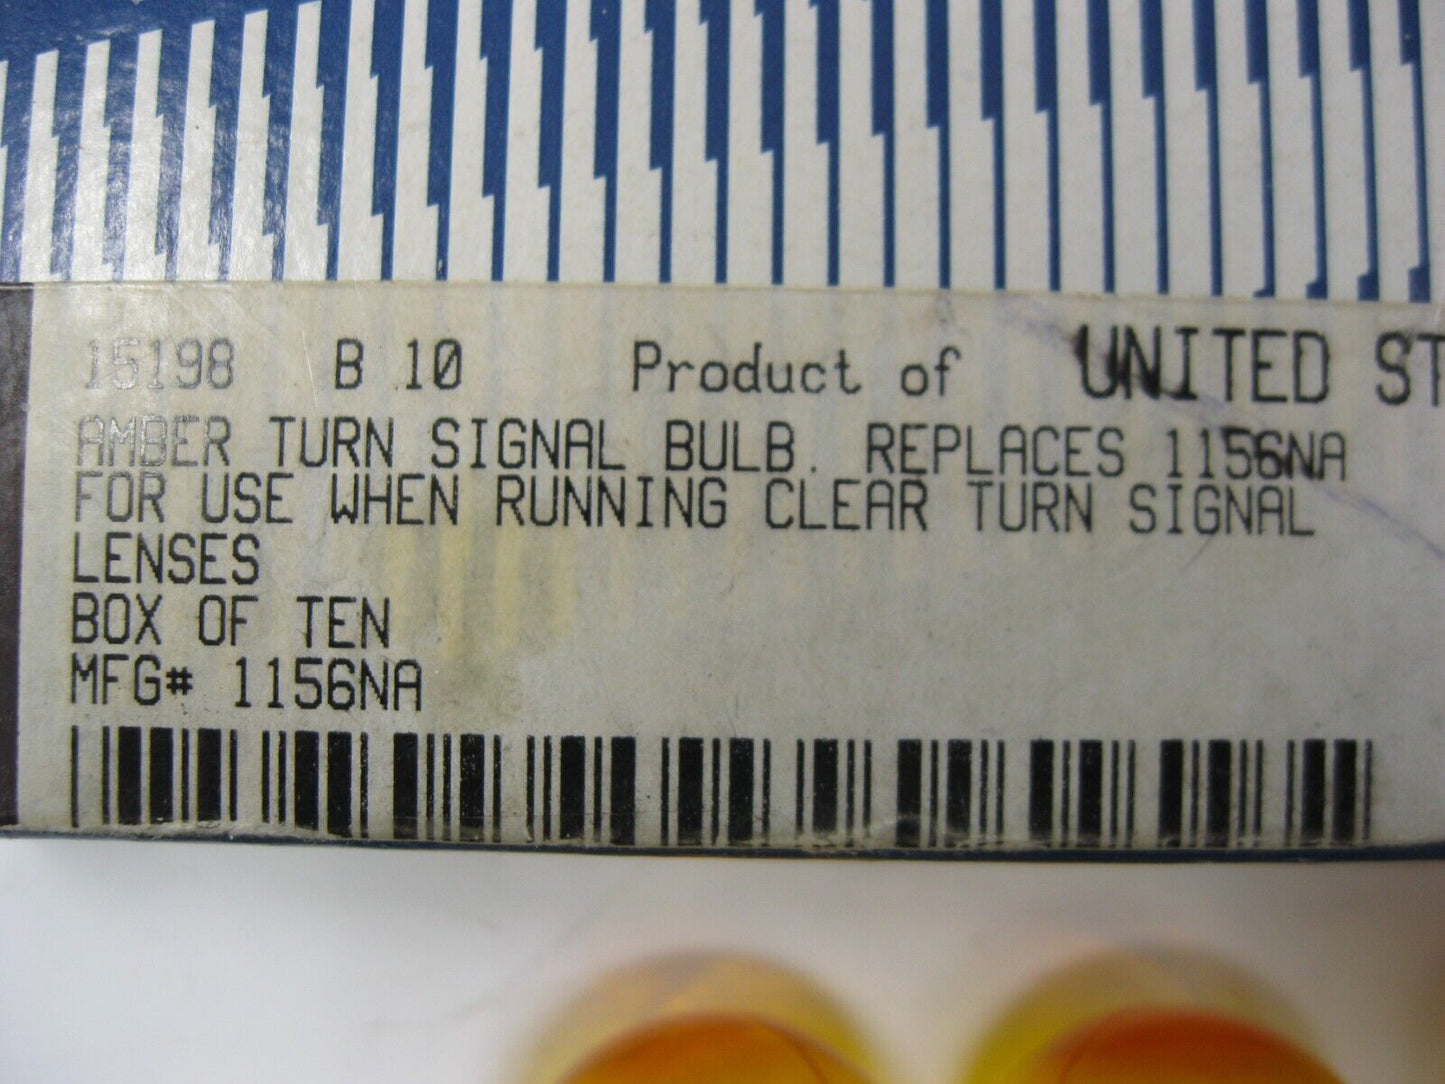 15198 B 10 Product of UNITED ST
AMBER TURN SIGNAL BULB. REPLACES 1156NA
FOR USE WHEN RUNNING CLEAR TURN SIGNAL
LENSES
BOX OF TEN
MFG# 1156NA